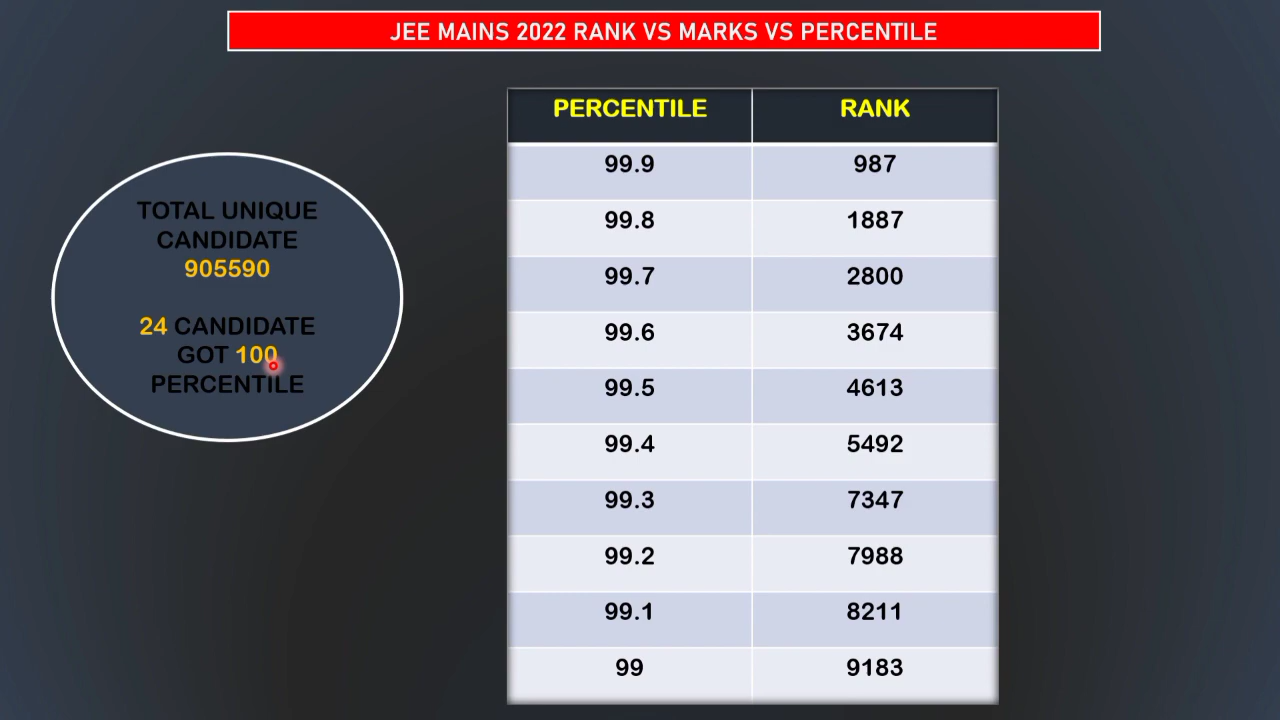 JEE MAINS 2022 RANK VS MARKS VS PERCENTILE
TOTAL UNIQUE
CANDIDATE
905590
24 CANDIDATE
GOT 100
PERCENTILE
PERCENTILE RANK
99.9 987
99.8 1887
99.7 2800
99.6 3674
99.5 4613
99.4 5492
99.3 7347
99.2 7988
99.1 8211
99 9183